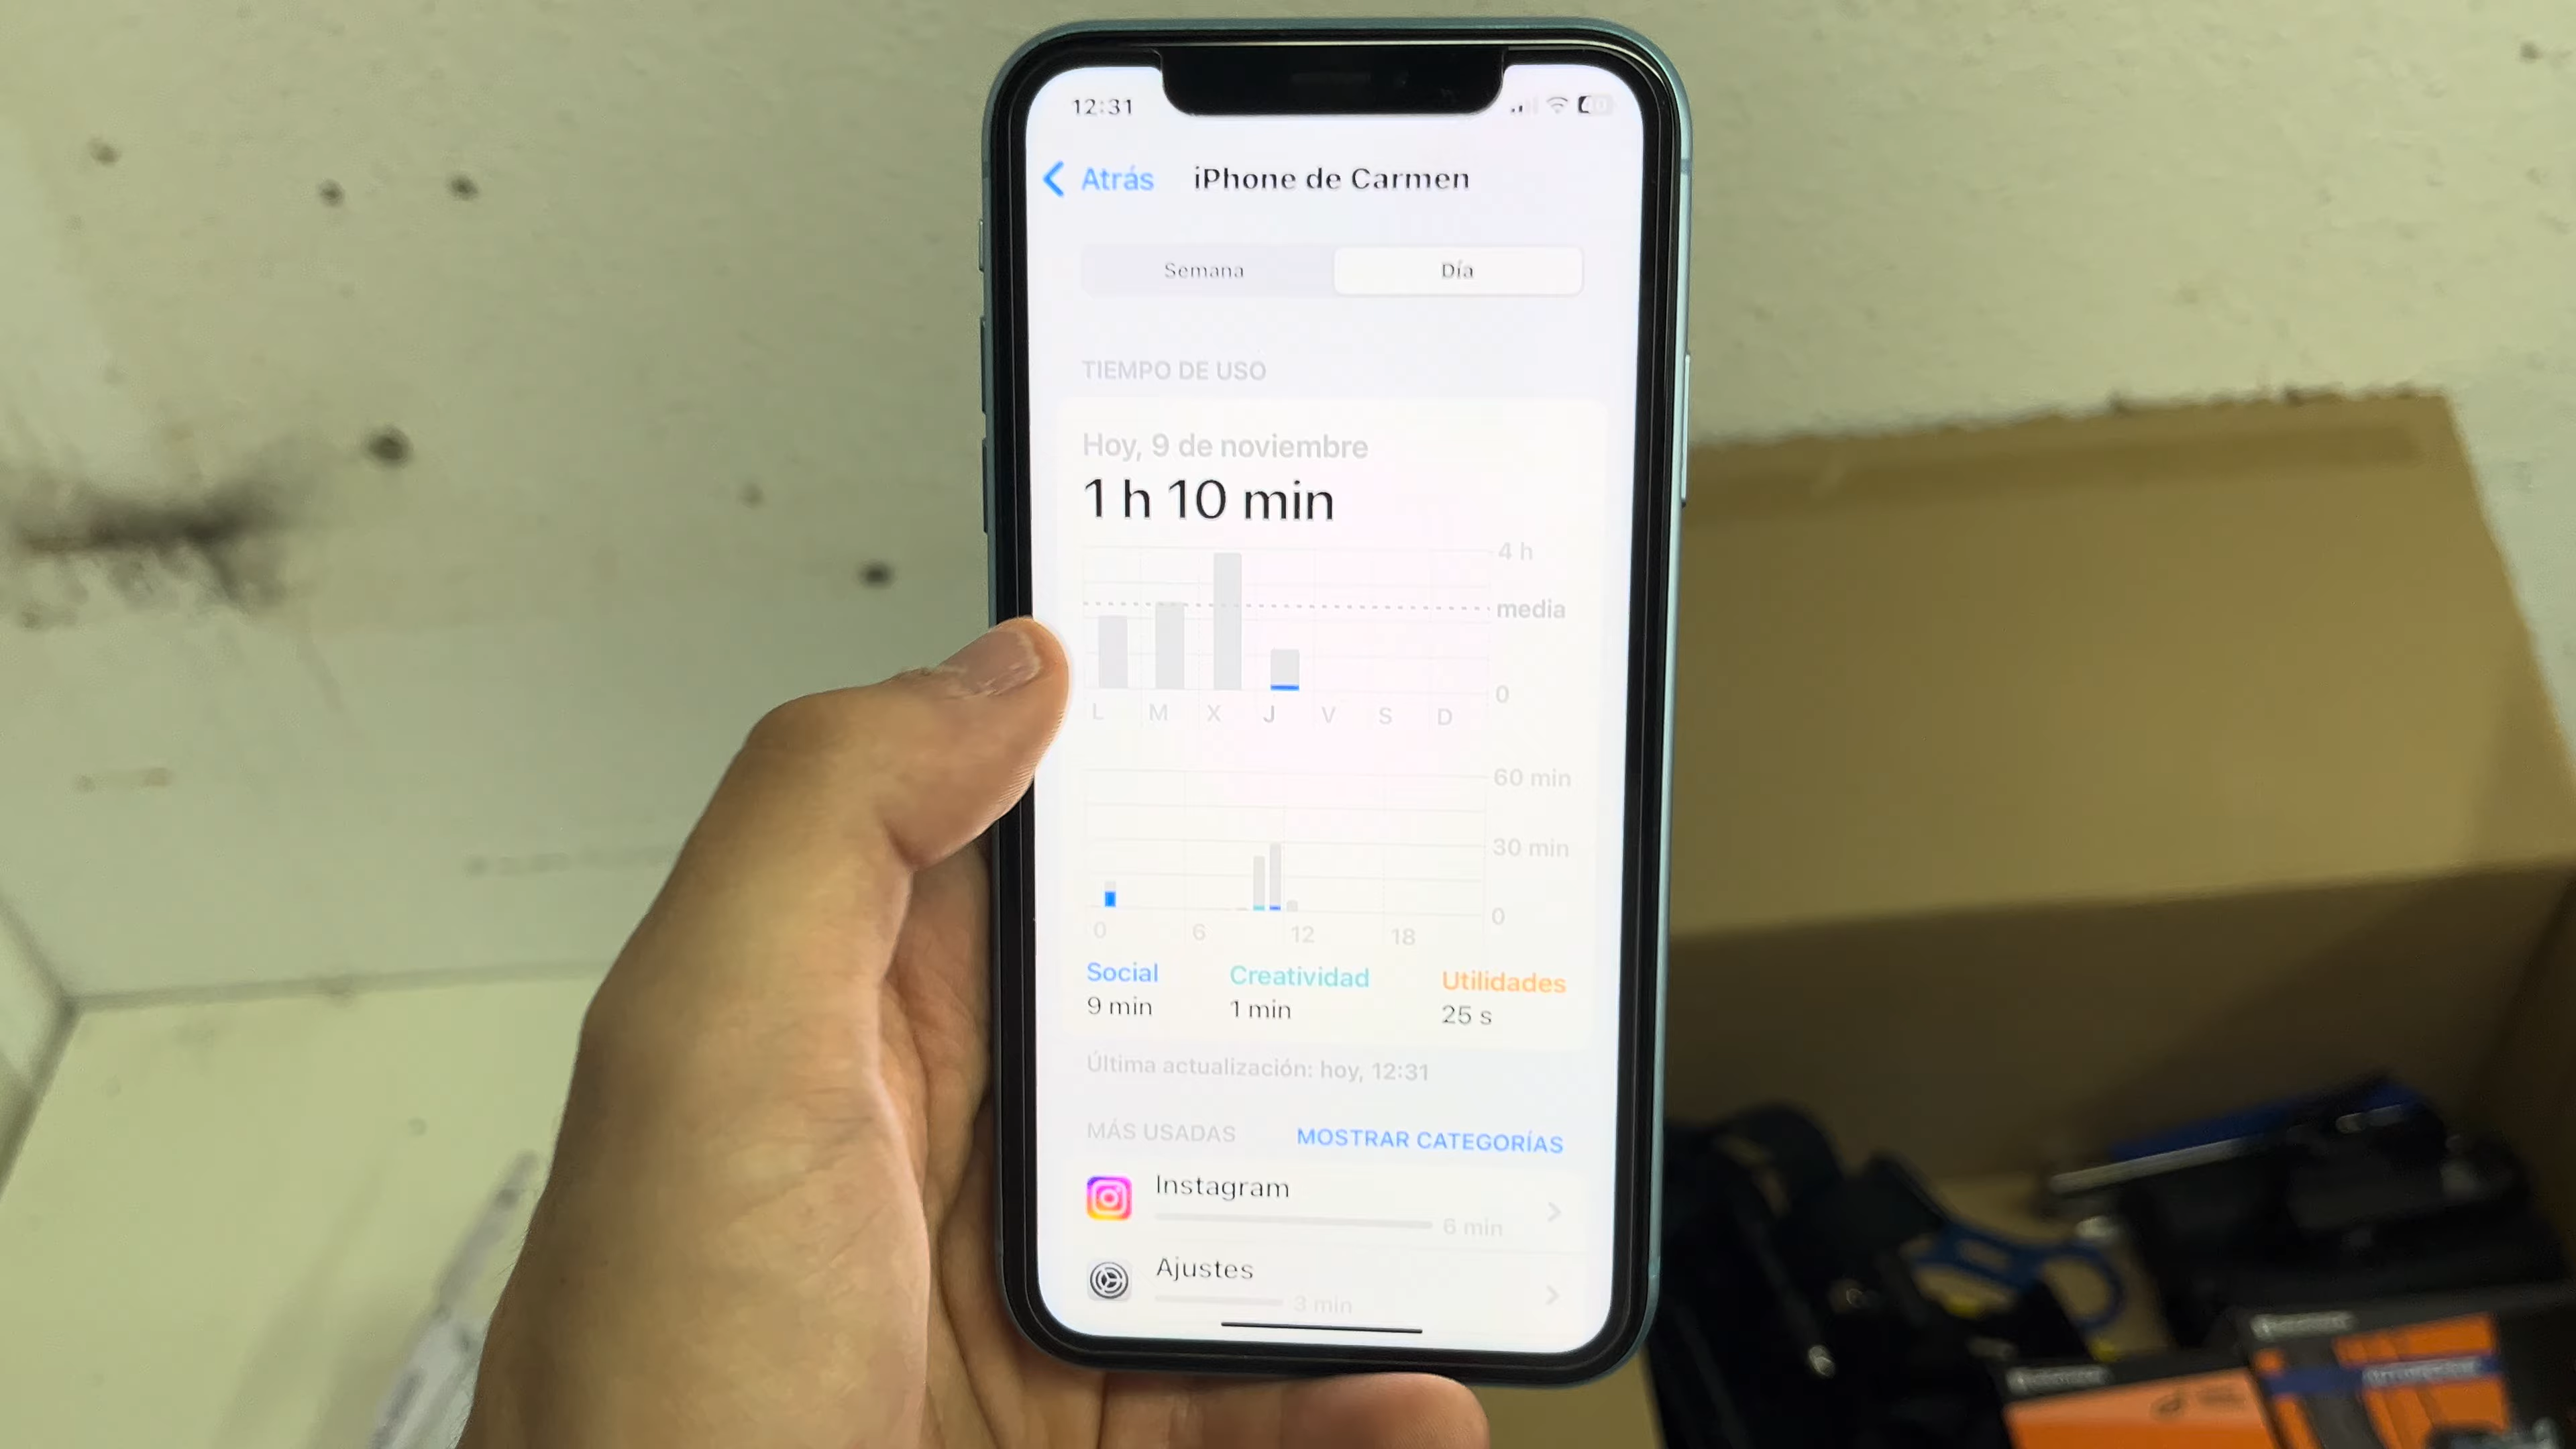 12:31
Atrás iPhone de Carmen
Semana Día
TIEMPO DE USO
Hoy, 9 de noviembre
1 h 10 min
4 h
media
0
L M X J V S D
60 min
30 min
0
0 6 12 18
Social Creatividad Utilidades
9 min 1 min 25 s
Última actualización: hoy, 12:31
MÁS USADAS MOSTRAR CATEGORÍAS
Instagram
6 min
Ajustes
3 min